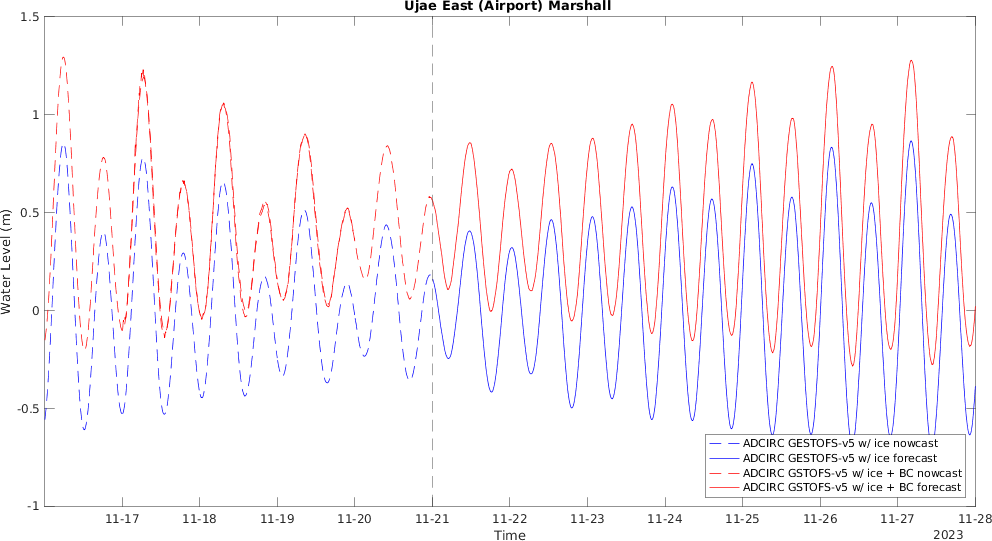 Ujae East (Airport) Marshall
1.5
1
0.5
0
-0.5
-1
Water Level (m)
11-17 11-18 11-19 11-20 11-21 11-22 11-23 11-24 11-25 11-26 11-27 11-28
Time
2023
ADCIRC GESTOFS-v5 w/ ice nowcast
ADCIRC GESTOFS-v5 w/ ice forecast
ADCIRC GSTOFS-v5 w/ ice + BC nowcast
ADCIRC GSTOFS-v5 w/ ice + BC forecast